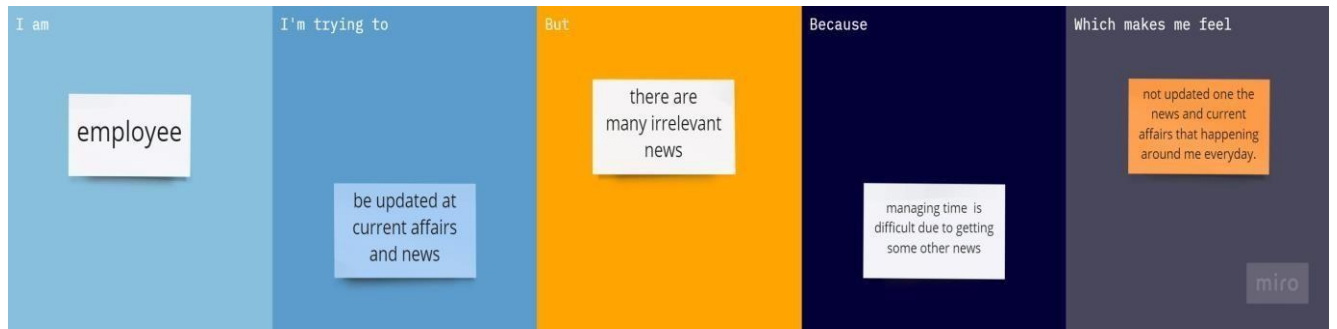 I am
employee
I'm trying to
be updated at
current affairs
and news
But
there are
many irrelevant
news
Because
managing time is
difficult due to getting
some other news
Which makes me feel
not updated one the
news and current
affairs that happening
around me everyday.
miro